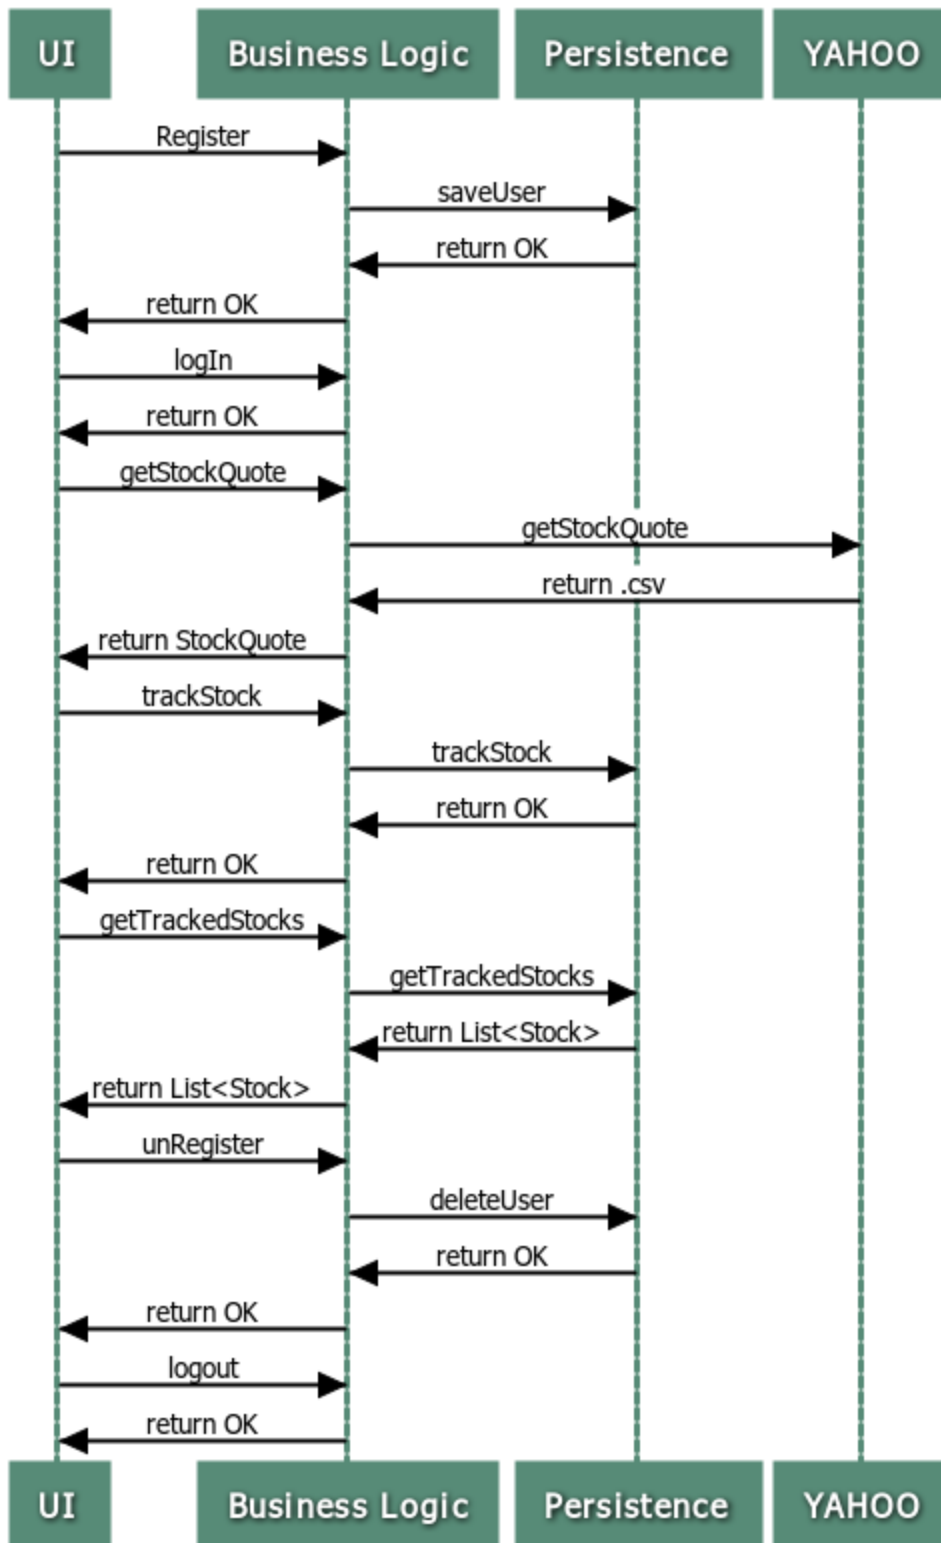 UI
Business Logic
Persistence
YAHOO
Register
saveUser
return OK
return OK
logIn
return OK
getStockQuote
getStockQuote
return .csv
return StockQuote
trackStock
trackStock
return OK
return OK
getTrackedStocks
getTrackedStocks
return List<Stock>
return List<Stock>
unRegister
deleteUser
return OK
return OK
logout
return OK
UI
Business Logic
Persistence
YAHOO